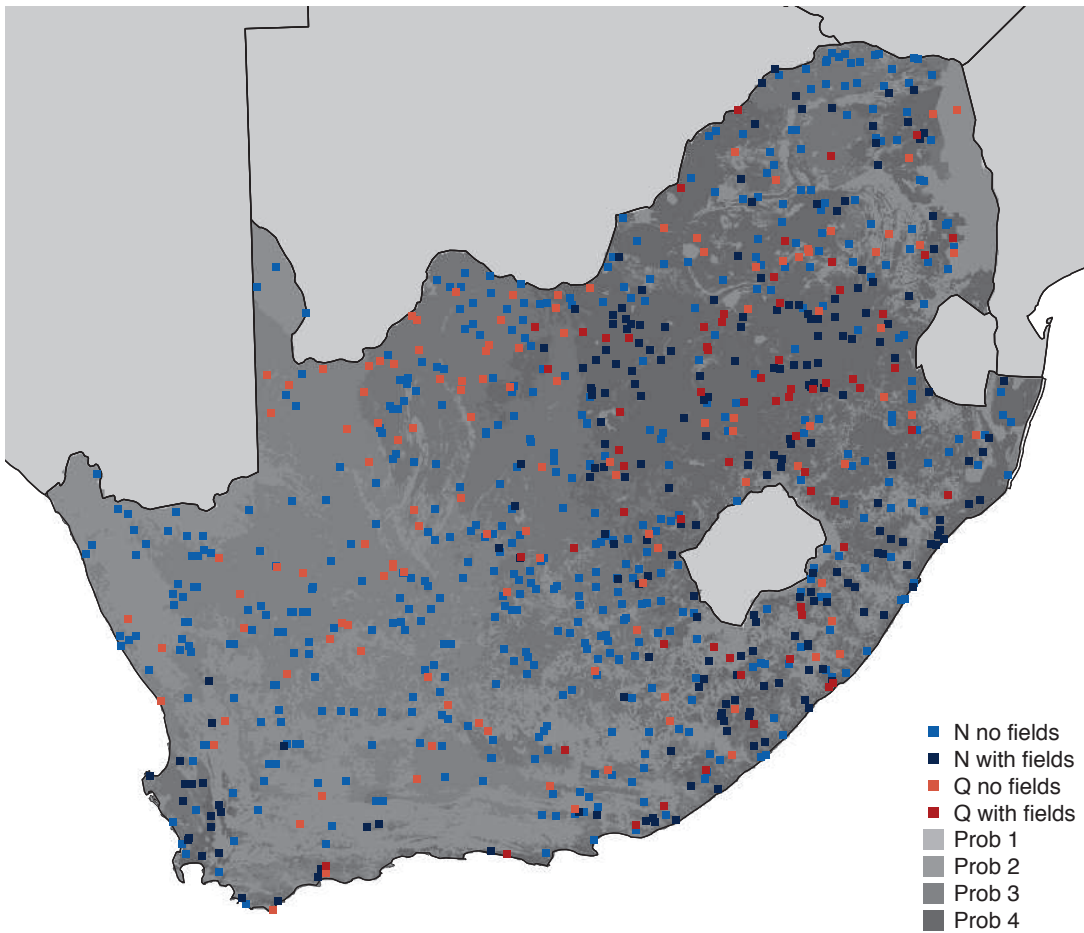 N no fields
N with fields
Q no fields
Q with fields
Prob 1
Prob 2
Prob 3
Prob 4